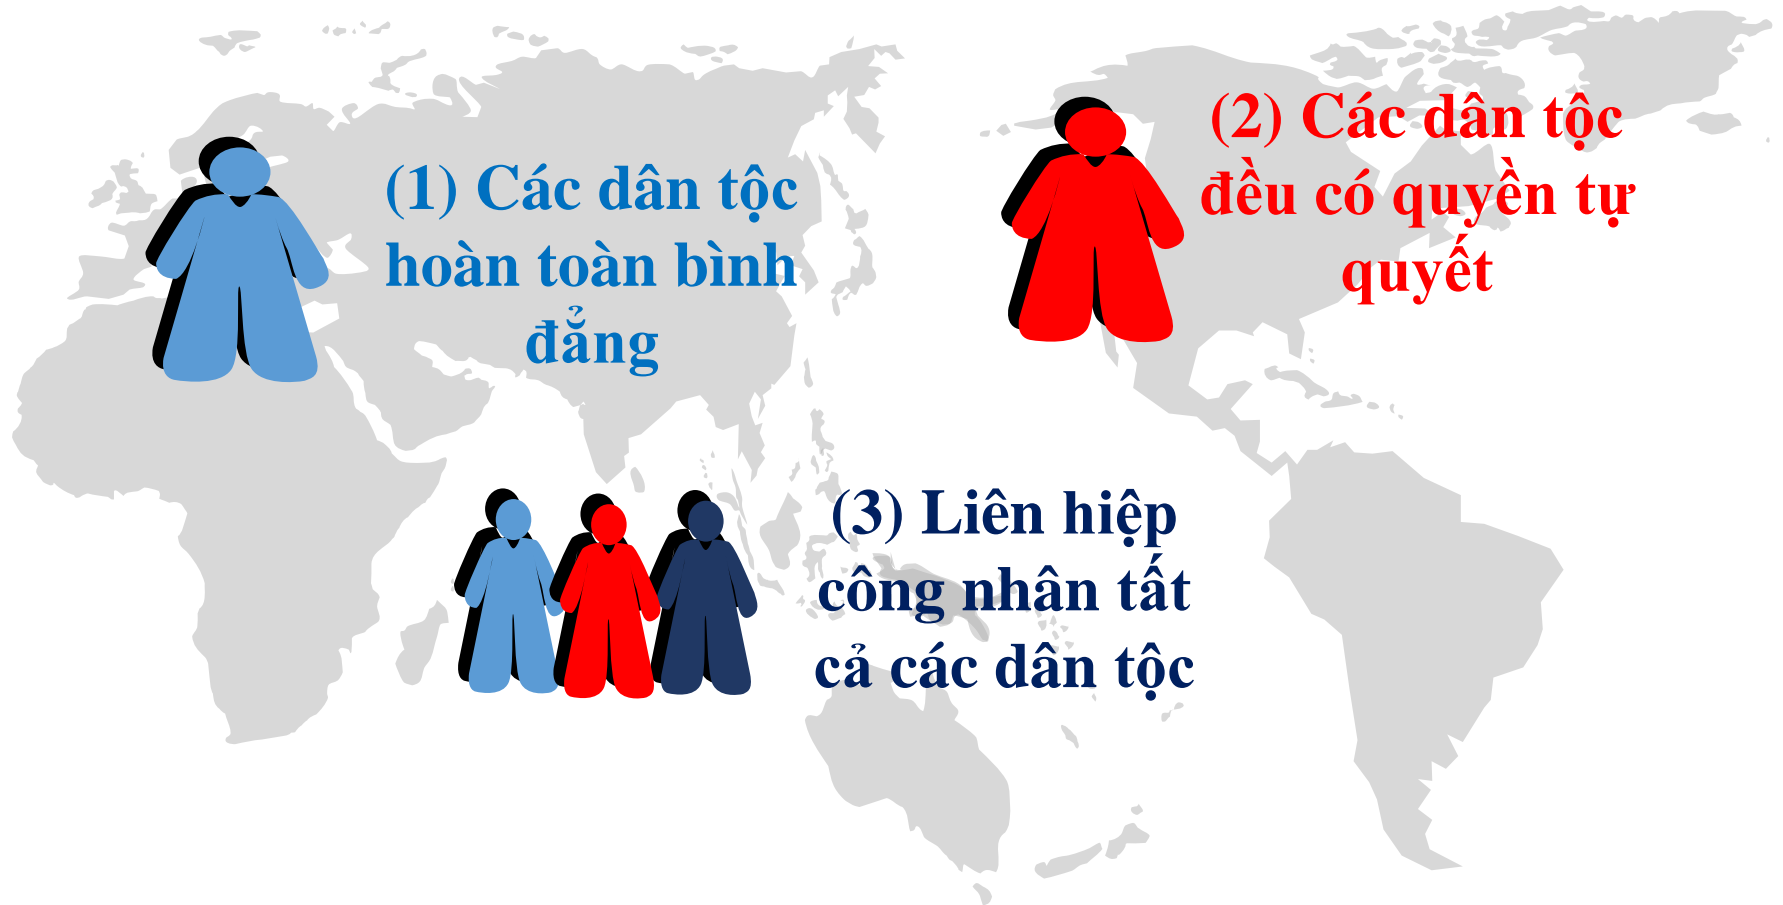 (1) Các dân tộc
hoàn toàn bình
đẳng
(2) Các dân tộc
đều có quyền tự
quyết
(3) Liên hiệp
công nhân tất
cả các dân tộc